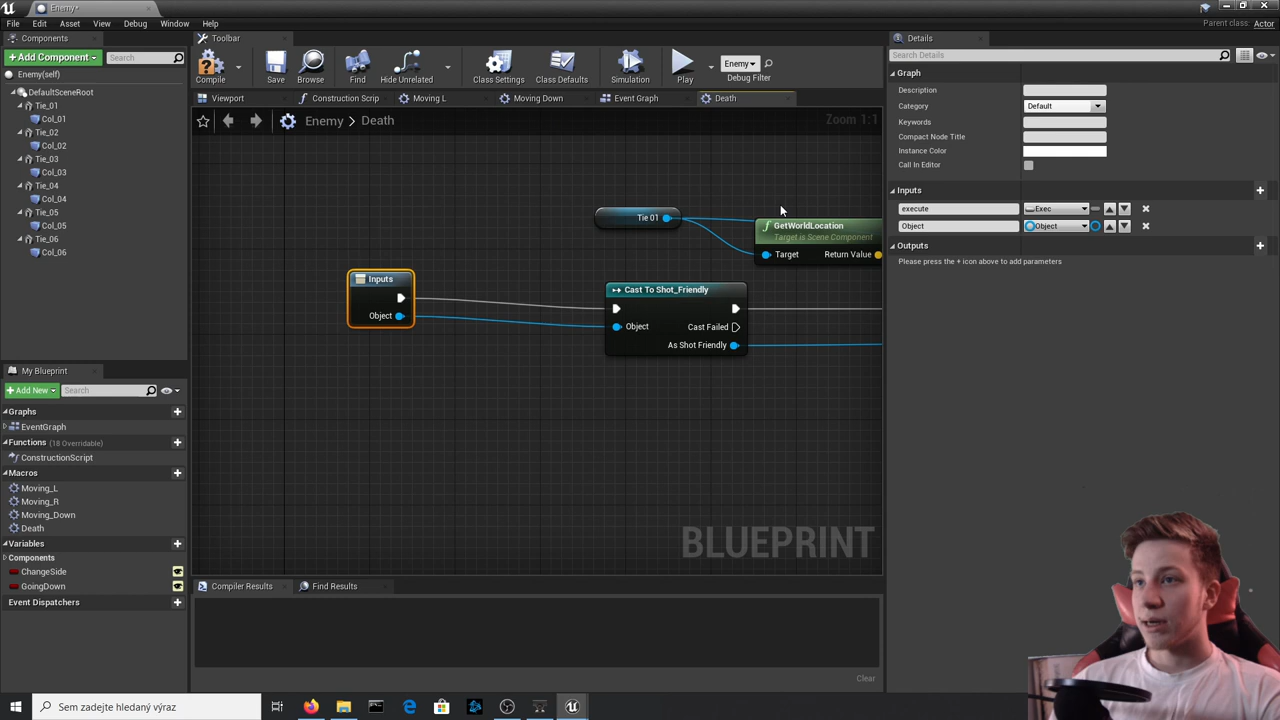 Enemy*
File Edit Asset View Debug Window Help
Parent class: Actor
Components
Toolbar
Details
+Add Component
Search
Enemy(self)
DefaultSceneRoot
Tie_01
Col_01
Tie_02
Col_02
Tie_03
Col_03
Tie_04
Col_04
Tie_05
Col_05
Tie_06
Col_06
Compile
Save
Browse
Find
Hide Unrelated
Class Settings
Class Defaults
Simulation
Play
Enemy
Debug Filter
Viewport
Construction Scrip
Moving L
Moving Down
Event Graph
Death
Enemy > Death
Zoom 1:1
Tie 01
GetWorldLocation
Target is Scene Component
Target
Return Value
Inputs
Object
Cast To Shot_Friendly
Object
Cast Failed
As Shot Friendly
BLUEPRINT
Search Details
Graph
Description
Category
Default
Keywords
Compact Node Title
Instance Color
Call In Editor
Inputs
execute
Exec
Object
Object
Outputs
Please press the + icon above to add parameters
My Blueprint
+Add New
Search
Graphs
EventGraph
Functions (18 Overridable)
ConstructionScript
Macros
Moving_L
Moving_R
Moving_Down
Death
Variables
Components
ChangeSide
GoingDown
Event Dispatchers
Compiler Results
Find Results
Clear
Sem zadejte hledaný výraz